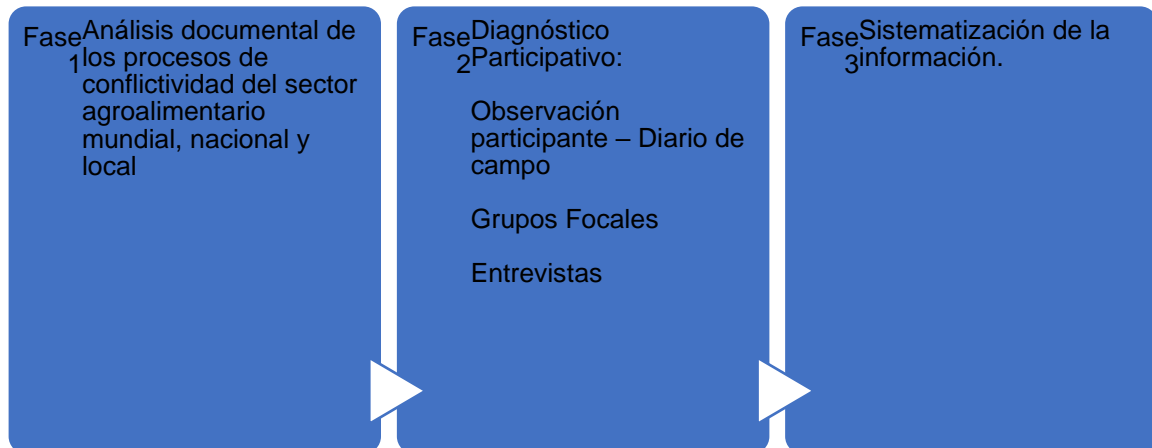 Fase 1
Análisis documental de
los procesos de
conflictividad del sector
agroalimentario
mundial, nacional y
local
Fase 2
Diagnóstico
Participativo:
Observación
participante – Diario de
campo
Grupos Focales
Entrevistas
Fase 3
Sistematización de la
información.